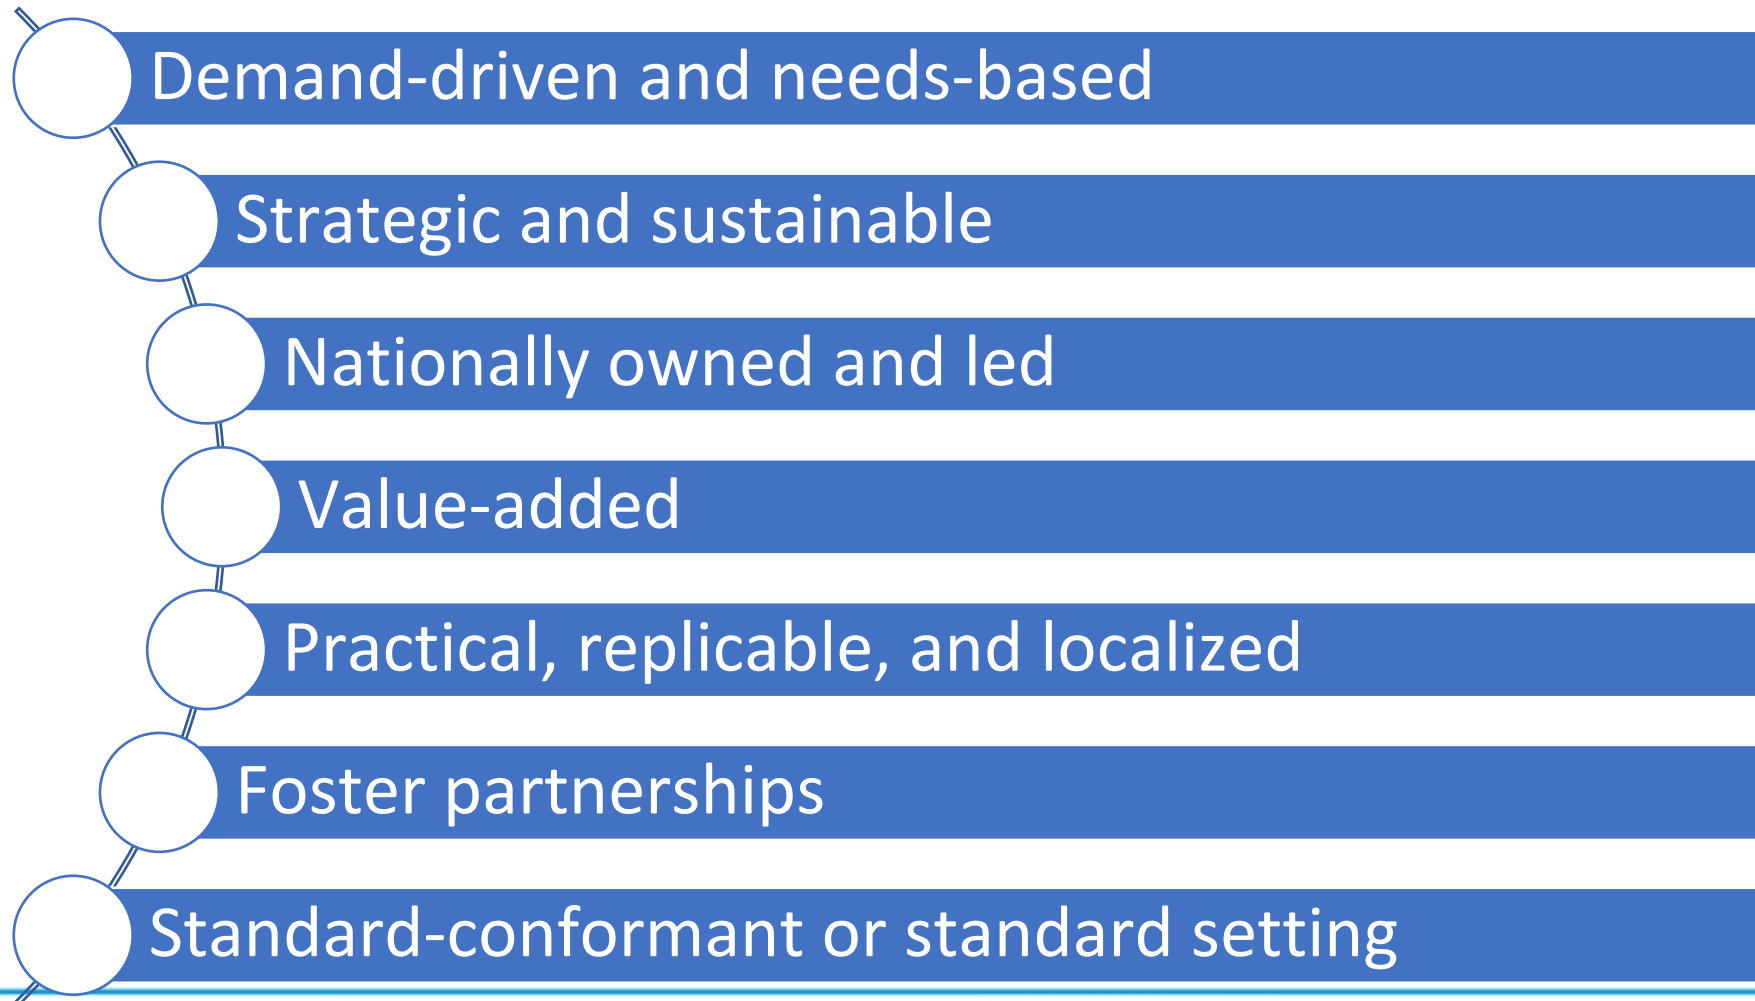 Demand-driven and needs-based
Strategic and sustainable
Nationally owned and led
Value-added
Practical, replicable, and localized
Foster partnerships
Standard-conformant or standard setting